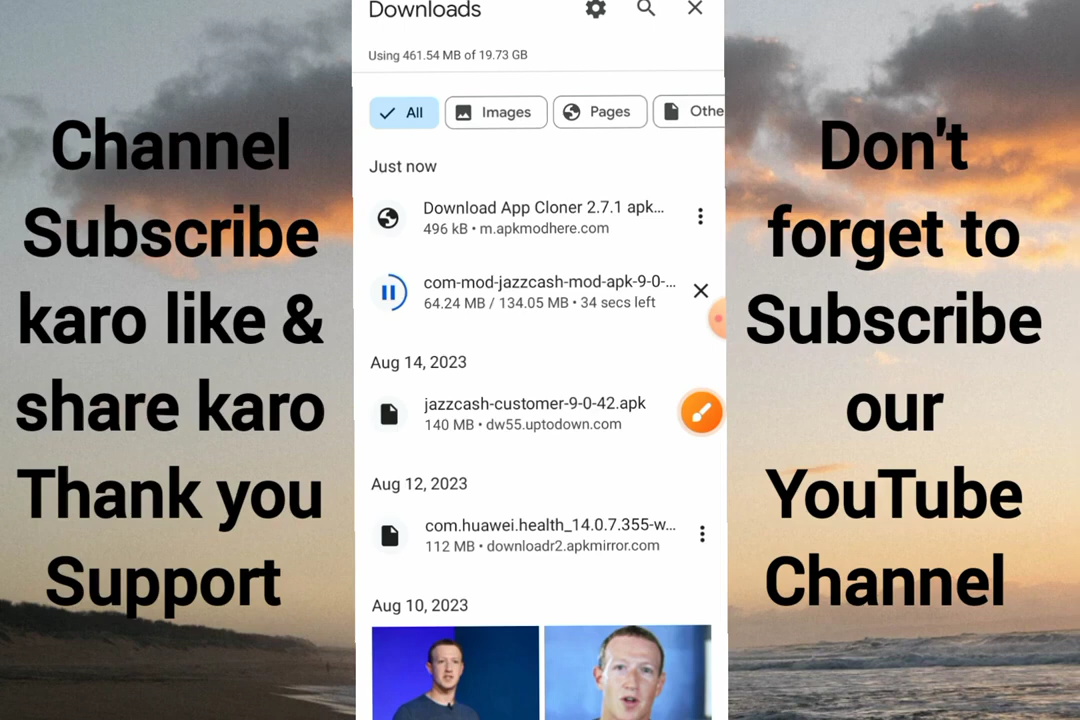 Channel
Subscribe
karo like &
share karo
Thank you
Support
Downloads
Using 461.54 MB of 19.73 GB
All
Images
Pages
Othe
Just now
Download App Cloner 2.7.1 apk...
496 kB • m.apkmodhere.com
com-mod-jazzcash-mod-apk-9-0-...
64.24 MB / 134.05 MB • 34 secs left
Aug 14, 2023
jazzcash-customer-9-0-42.apk
140 MB • dw55.uptodown.com
Aug 12, 2023
com.huawei.health_14.0.7.355-w...
112 MB • downloadr2.apkmirror.com
Aug 10, 2023
Don't
forget to
Subscribe
our
YouTube
Channel